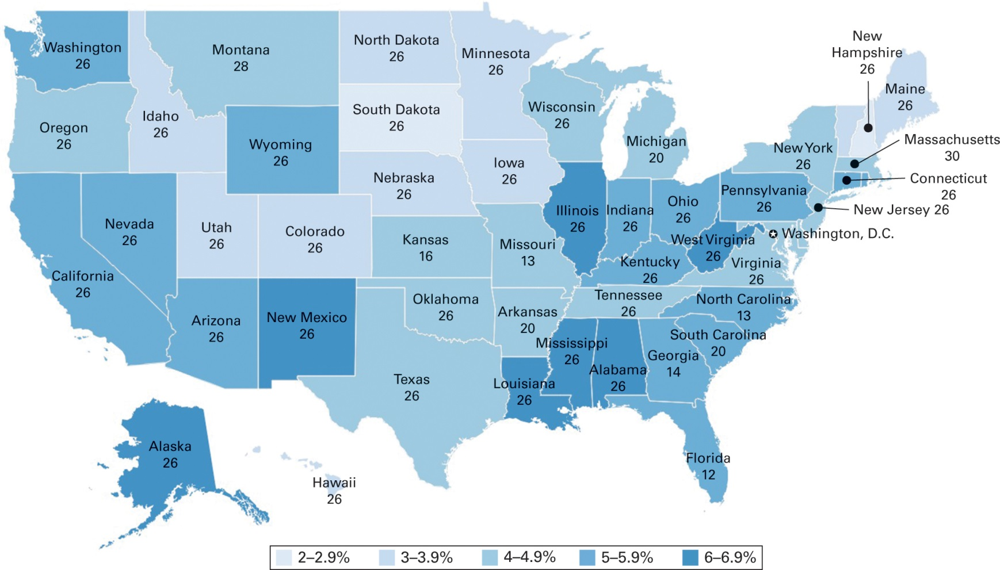 Washington
26
Montana
28
North Dakota
26
Minnesota
26
New
Hampshire
26
Maine
26
Oregon
26
Idaho
26
Wyoming
26
South Dakota
26
Wisconsin
26
Michigan
20
New York
26
Massachusetts
30
Connecticut
26
New Jersey 26
Washington, D.C.
Nevada
26
Utah
26
Colorado
26
Nebraska
26
Iowa
26
Illinois
26
Indiana
26
Ohio
26
Pennsylvania
26
West Virginia
26
Virginia
26
Kentucky
26
Kansas
16
Missouri
13
California
26
Arizona
26
New Mexico
26
Oklahoma
26
Arkansas
20
Tennessee
26
North Carolina
13
South Carolina
20
Georgia
14
Mississippi
26
Alabama
26
Louisiana
26
Texas
26
Florida
12
Alaska
26
Hawaii
26
2–2.9% 3–3.9% 4–4.9% 5–5.9% 6–6.9%